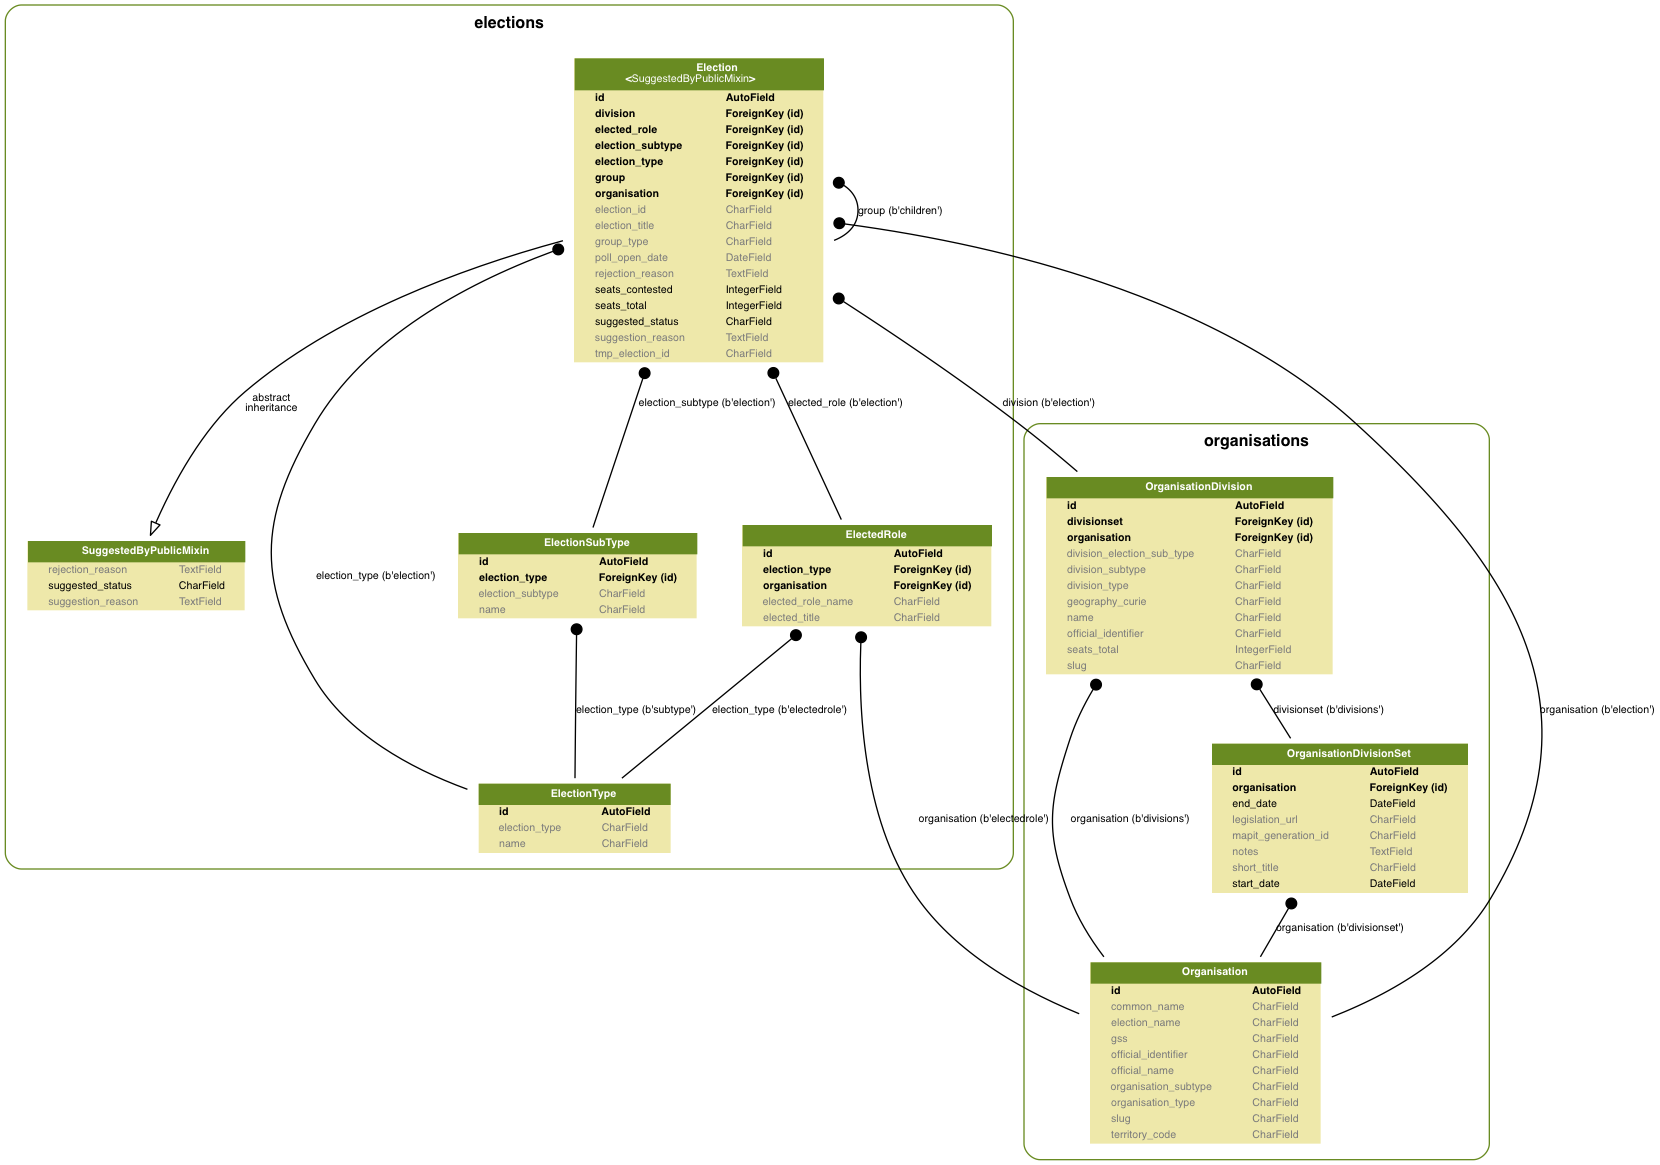 elections
Election
<SuggestedByPublicMixin>
id AutoField
division ForeignKey (id)
elected_role ForeignKey (id)
election_subtype ForeignKey (id)
election_type ForeignKey (id)
group ForeignKey (id)
organisation ForeignKey (id)
election_id CharField
election_title CharField
group_type CharField
poll_open_date DateField
rejection_reason TextField
seats_contested IntegerField
seats_total IntegerField
suggested_status CharField
suggestion_reason TextField
tmp_election_id CharField
group (b'children')
abstract
inheritance
election_subtype (b'election')
elected_role (b'election')
division (b'election')
organisations
SuggestedByPublicMixin
rejection_reason TextField
suggested_status CharField
suggestion_reason TextField
election_type (b'election')
ElectionSubType
id AutoField
election_type ForeignKey (id)
election_subtype CharField
name CharField
ElectedRole
id AutoField
election_type ForeignKey (id)
organisation ForeignKey (id)
elected_role_name CharField
elected_title CharField
OrganisationDivision
id AutoField
divisionset ForeignKey (id)
organisation ForeignKey (id)
division_election_sub_type CharField
division_subtype CharField
division_type CharField
geography_curie CharField
name CharField
official_identifier CharField
seats_total IntegerField
slug CharField
election_type (b'subtype')
election_type (b'electedrole')
divisionset (b'divisions')
organisation (b'election')
ElectionType
id AutoField
election_type CharField
name CharField
OrganisationDivisionSet
id AutoField
organisation ForeignKey (id)
end_date DateField
legislation_url CharField
mapit_generation_id CharField
notes TextField
short_title CharField
start_date DateField
organisation (b'electedrole')
organisation (b'divisions')
organisation (b'divisionset')
Organisation
id AutoField
common_name CharField
election_name CharField
gss CharField
official_identifier CharField
official_name CharField
organisation_subtype CharField
organisation_type CharField
slug CharField
territory_code CharField